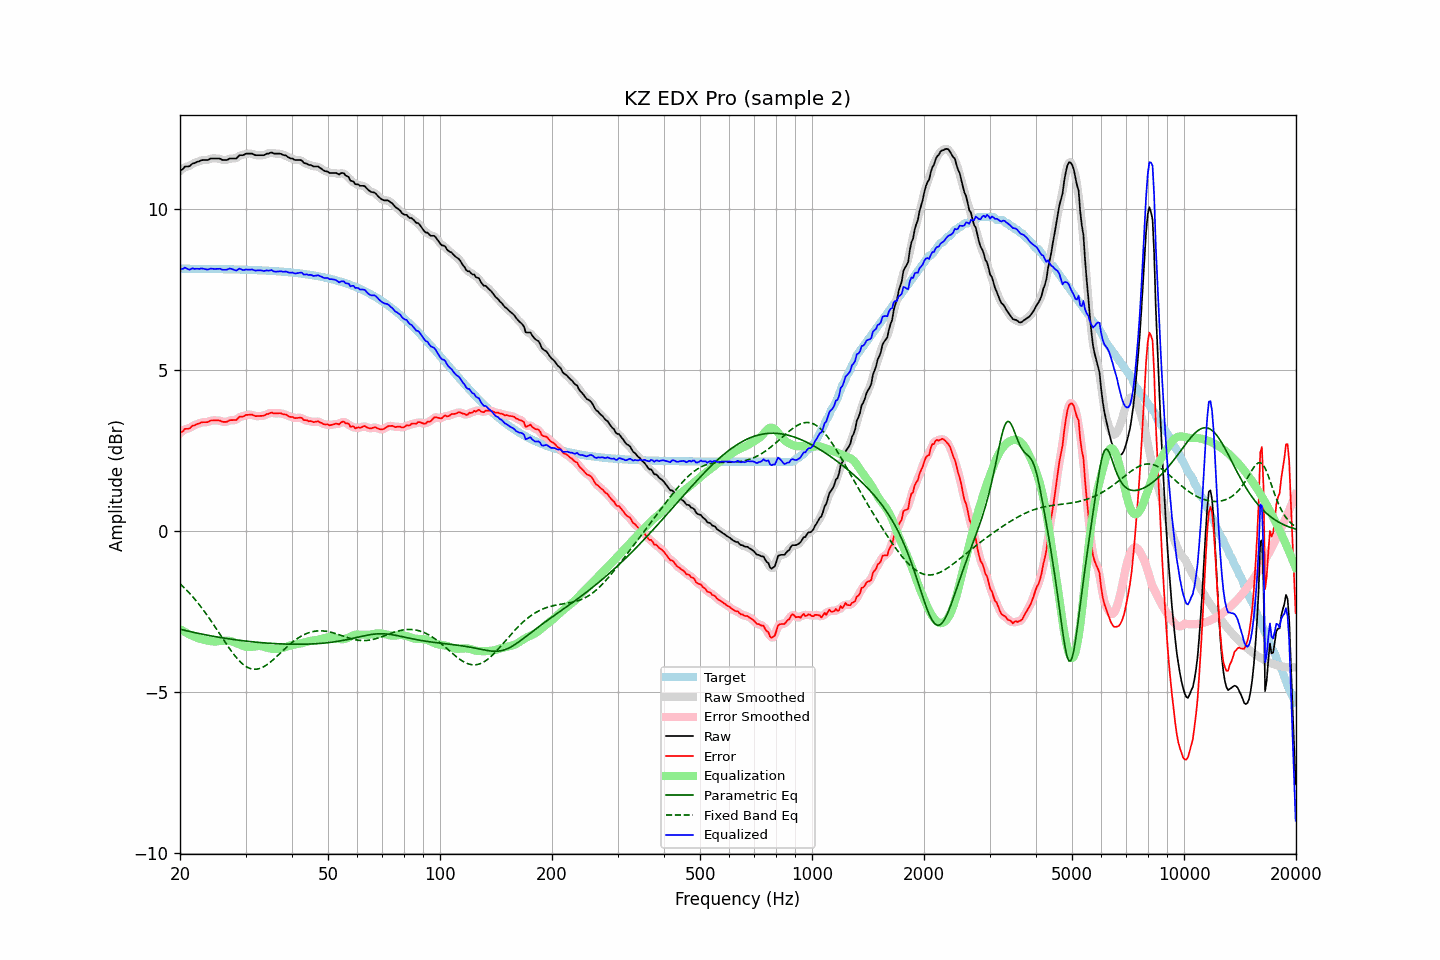 KZ EDX Pro (sample 2)
Amplitude (dBr)
10
5
0
−5
−10
Target
Raw Smoothed
Error Smoothed
Raw
Error
Equalization
Parametric Eq
Fixed Band Eq
Equalized
20 50 100 200 500 1000 2000 5000 10000 20000
Frequency (Hz)